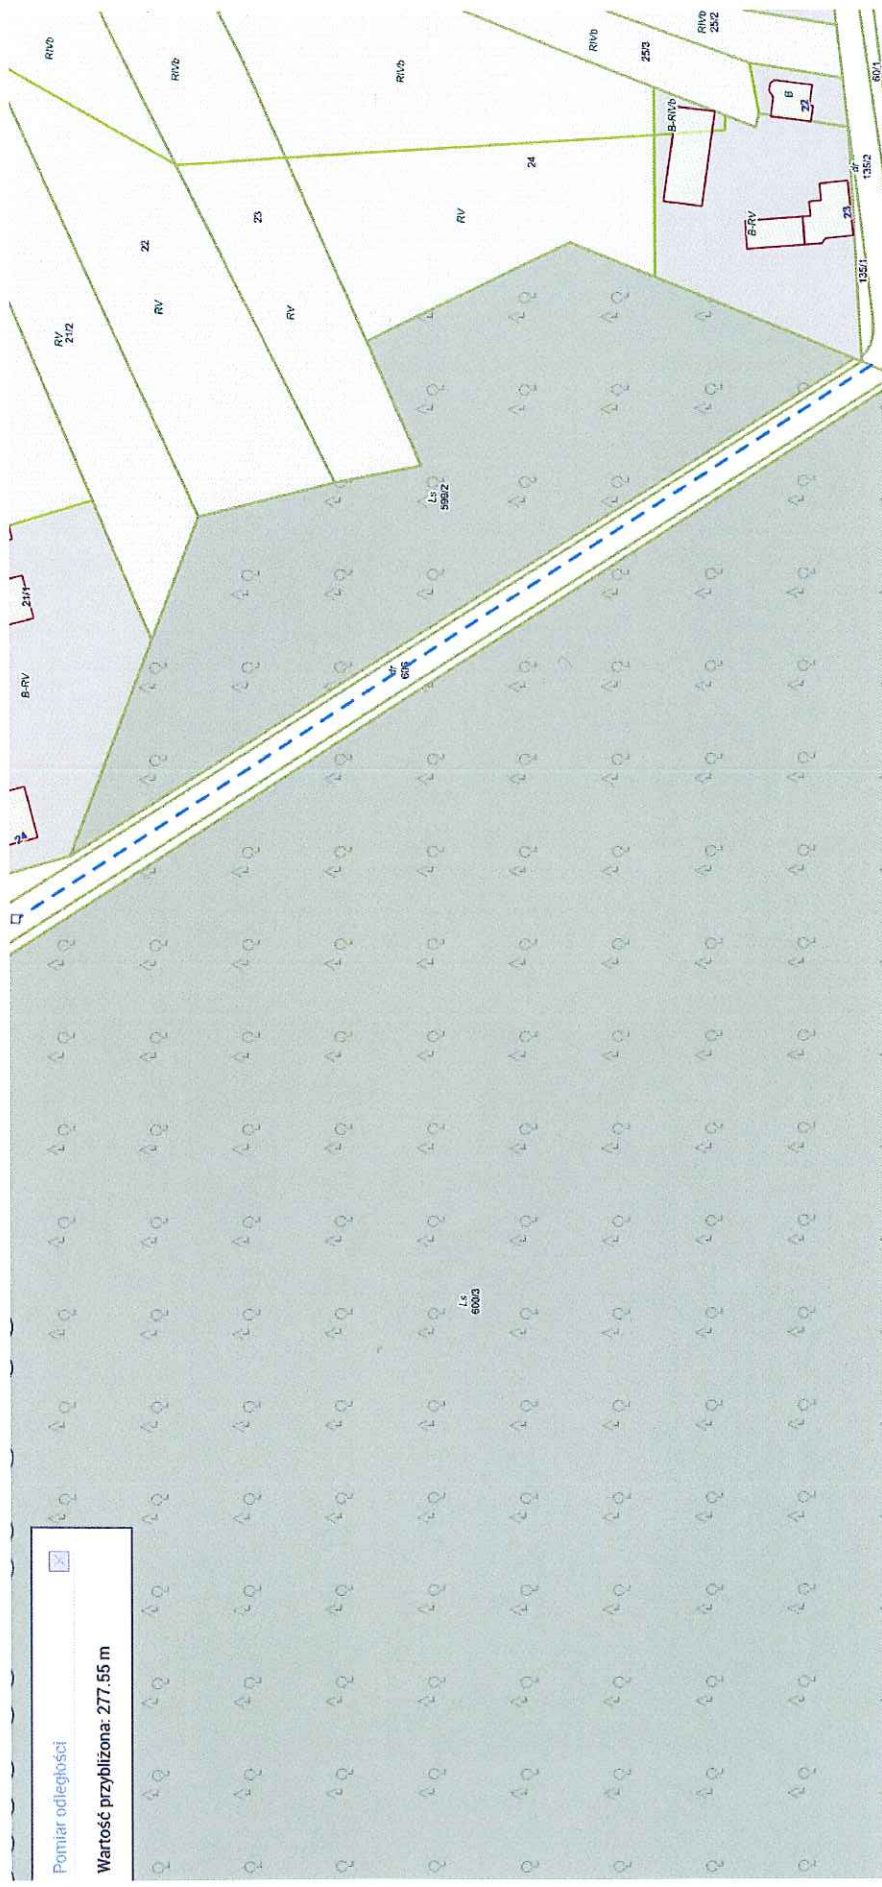 Pomiar odległości
Wartość przybliżona: 277.55 m
24
B-RV
21/1
RV
21/2
22
RV
23
RV
RIVb
RIVb
RIVb
RV
24
RIVb
25/3
RIVb
25/2
B-RIVb
B
22
B-RV
23
135/1
dr
135/2
60/1
Ls
599/2
dr
606
Ls
600/3